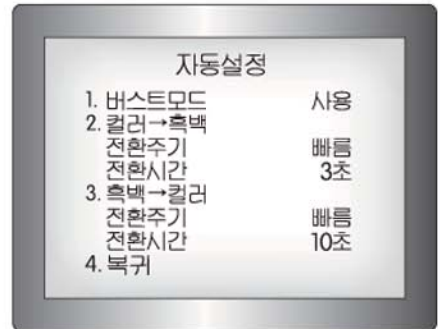 자동설정
1. 버스트모드 사용
2. 컬러→흑백
전환주기 빠름
전환시간 3초
3. 흑백→컬러
전환주기 빠름
전환시간 10초
4. 복귀